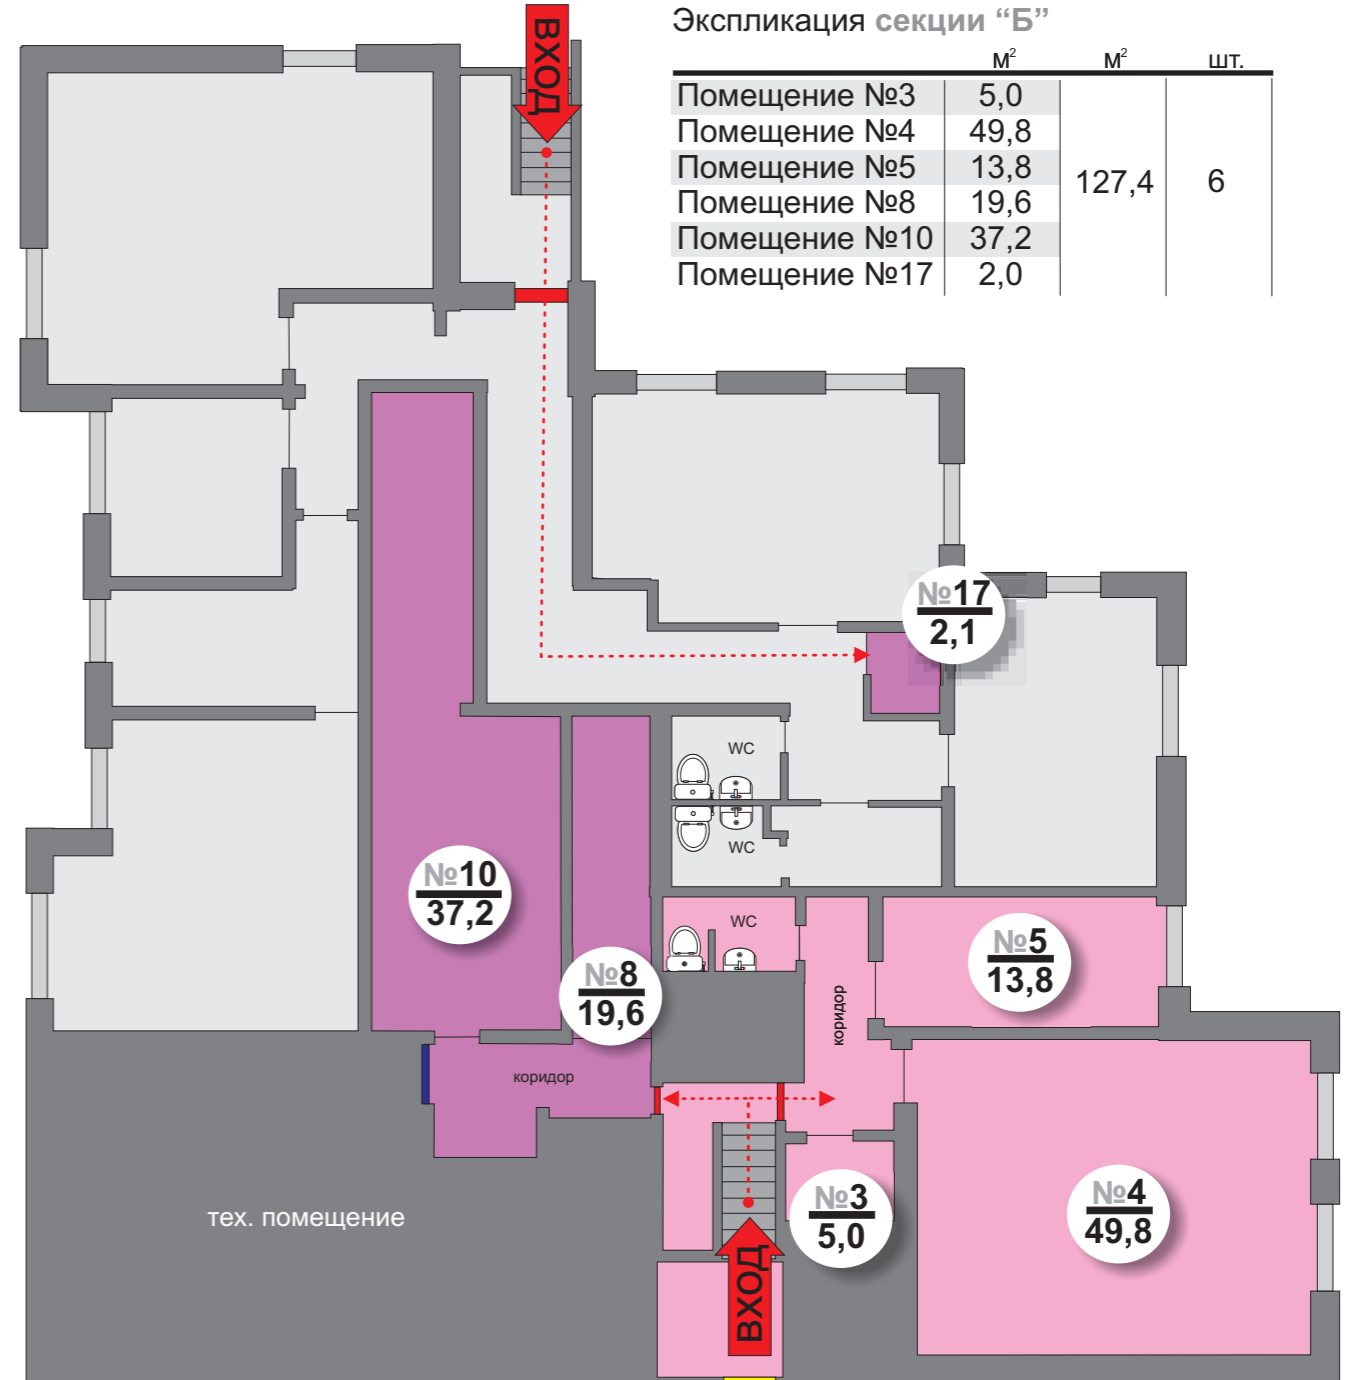 Экспликация секции “Б”
м² м² шт.
Помещение №3 5,0
Помещение №4 49,8
Помещение №5 13,8
127,4 6
Помещение №8 19,6
Помещение №10 37,2
Помещение №17 2,0
ВХОД
№17
2,1
WC
WC
№10
37,2
WC
№5
13,8
№8
19,6
коридор
коридор
№3
5,0
№4
49,8
тех. помещение
ВХОД